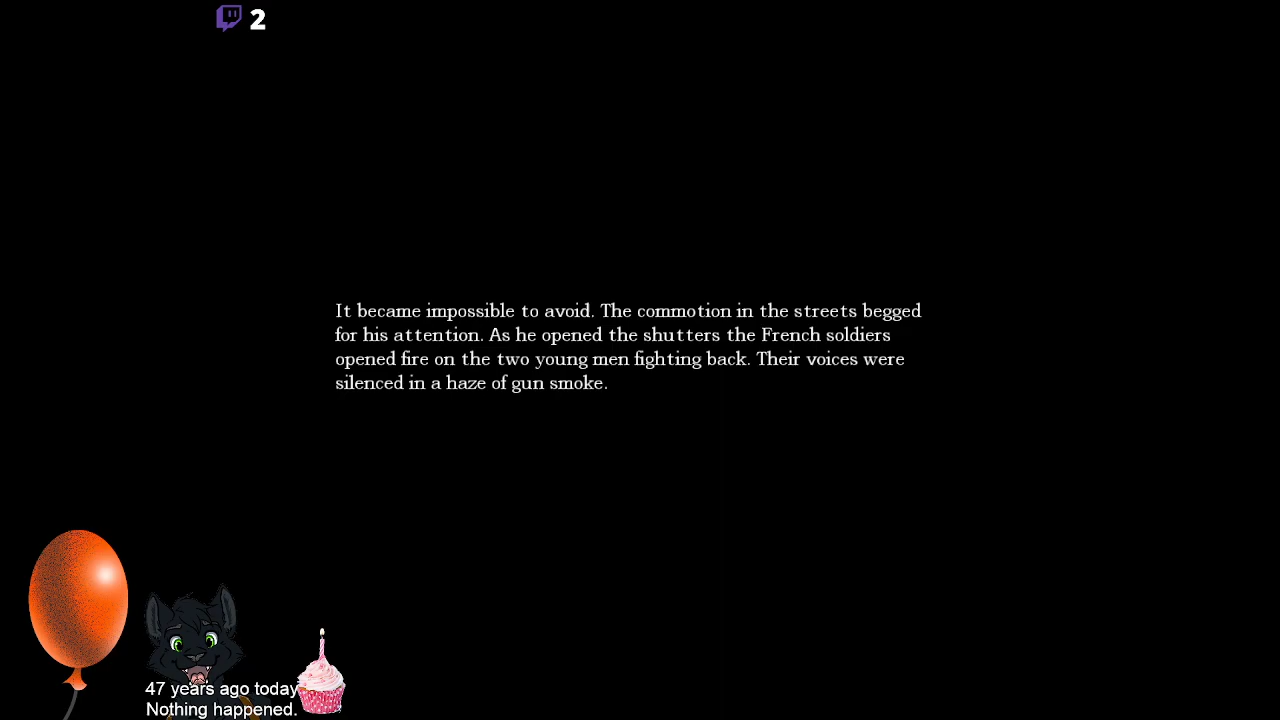 2
It became impossible to avoid. The commotion in the streets begged
for his attention. As he opened the shutters the French soldiers
opened fire on the two young men fighting back. Their voices were
silenced in a haze of gun smoke.
47 years ago today
Nothing happened.